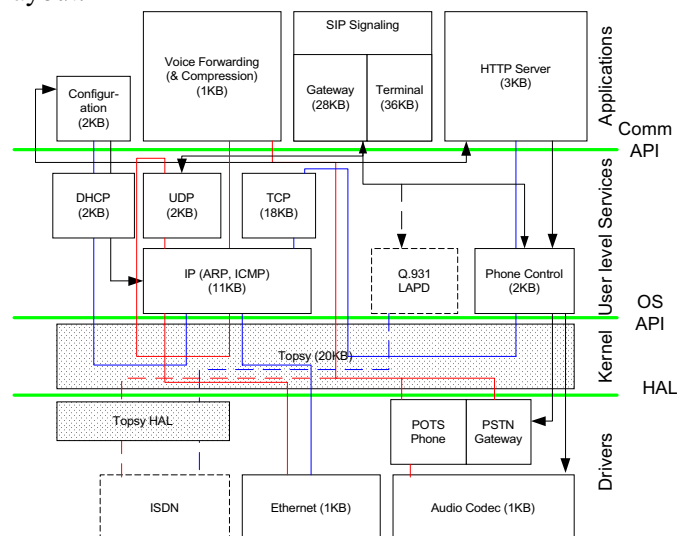 SIP Signaling
Voice Forwarding
(& Compression)
(1KB)
Gateway
(28KB)
Terminal
(36KB)
HTTP Server
(3KB)
Configur-
ation
(2KB)
Applications
Comm
API
DHCP
(2KB)
UDP
(2KB)
TCP
(18KB)
IP (ARP, ICMP)
(11KB)
Q.931
LAPD
Phone Control
(2KB)
User level Services
OS
API
Topsy (20KB)
Kernel
HAL
Topsy HAL
POTS
Phone
PSTN
Gateway
ISDN
Ethernet (1KB)
Audio Codec (1KB)
Drivers